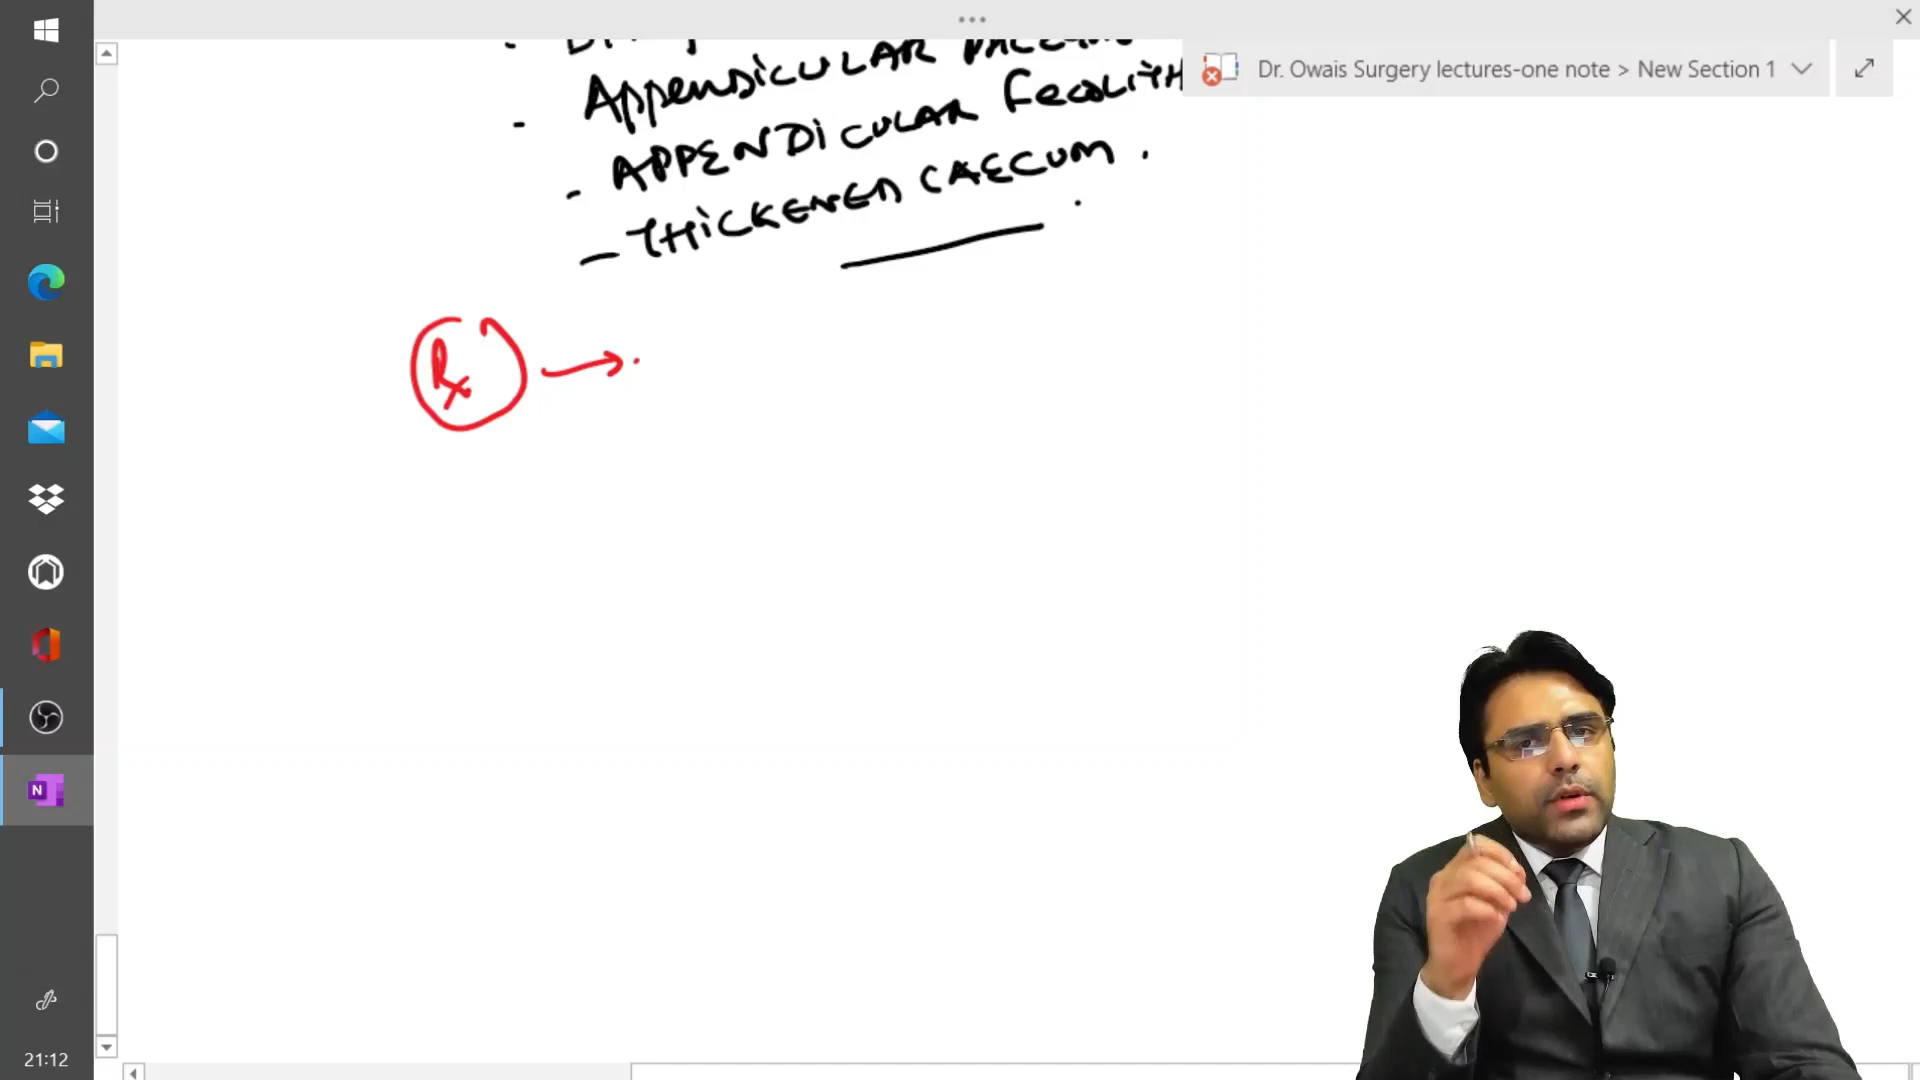 Dr. Owais Surgery lectures-one note > New Section 1
- AppenDiCULAR
- APPENDiCULAR FecoLiTH
- THiCKENED CAECUM.
Rx →
N
21:12